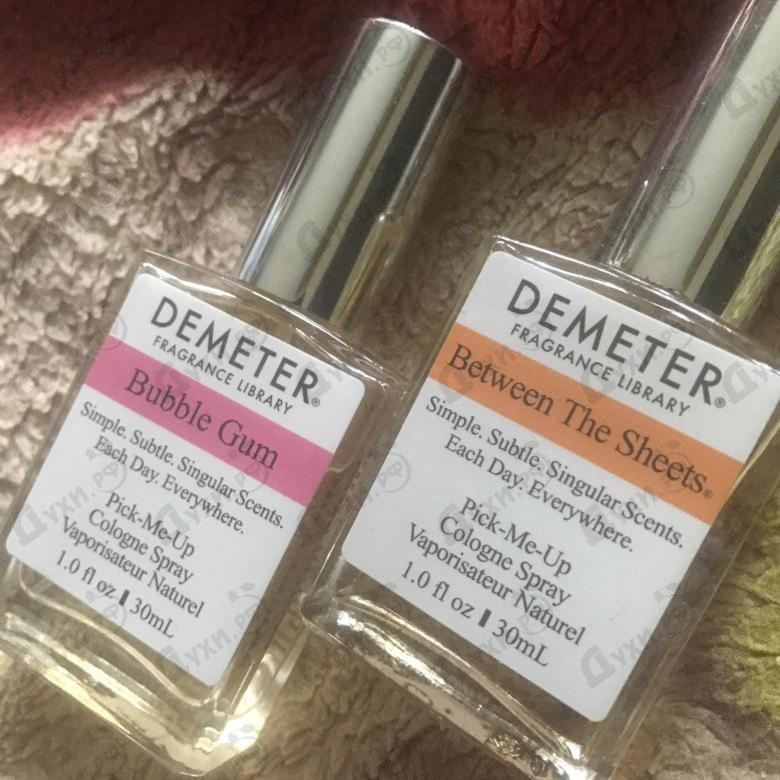 DEMETER®
FRAGRANCE LIBRARY
Bubble Gum
Simple. Subtle. Singular Scents.
Each Day. Everywhere.
Pick-Me-Up
Cologne Spray
Vaporisateur Naturel
1.0 fl oz 30mL
DEMETER®
FRAGRANCE LIBRARY
Between The Sheets®
Simple. Subtle. Singular Scents.
Each Day. Everywhere.
Pick-Me-Up
Cologne Spray
Vaporisateur Naturel
1.0 fl oz 30mL
Духи.рф